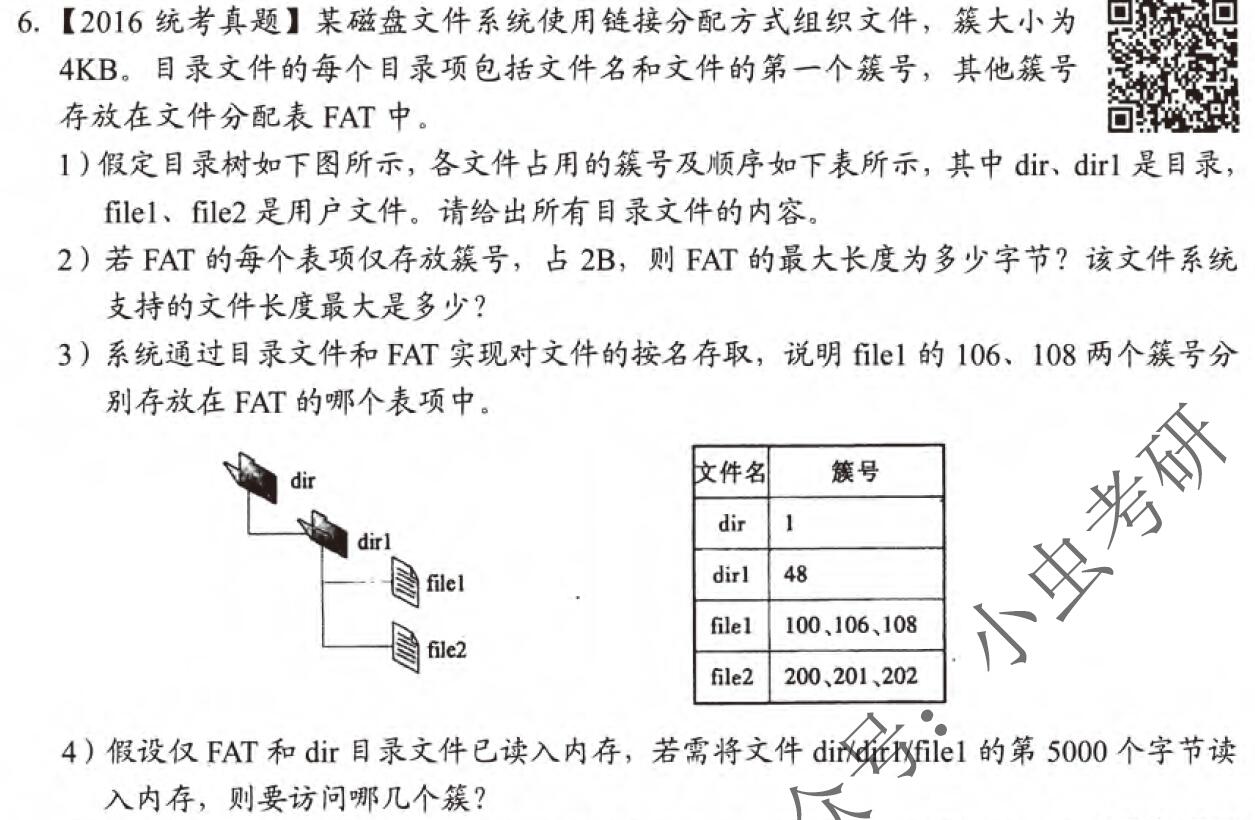 6.【2016 统考真题】某磁盘文件系统使用链接分配方式组织文件，簇大小为
4KB。目录文件的每个目录项包括文件名和文件的第一个簇号，其他簇号
存放在文件分配表 FAT 中。
1）假定目录树如下图所示，各文件占用的簇号及顺序如下表所示，其中 dir、dir1 是目录，
file1、file2 是用户文件。请给出所有目录文件的内容。
2）若 FAT 的每个表项仅存放簇号，占 2B，则 FAT 的最大长度为多少字节？该文件系统
支持的文件长度最大是多少？
3）系统通过目录文件和 FAT 实现对文件的按名存取，说明 file1 的 106、108 两个簇号分
别存放在 FAT 的哪个表项中。
dir
dir1
file1
file2
文件名 簇号
dir 1
dir1 48
file1 100、106、108
file2 200、201、202
4）假设仅 FAT 和 dir 目录文件已读入内存，若需将文件 dir/dir1/file1 的第 5000 个字节读
入内存，则要访问哪几个簇？
众号：小虫考研